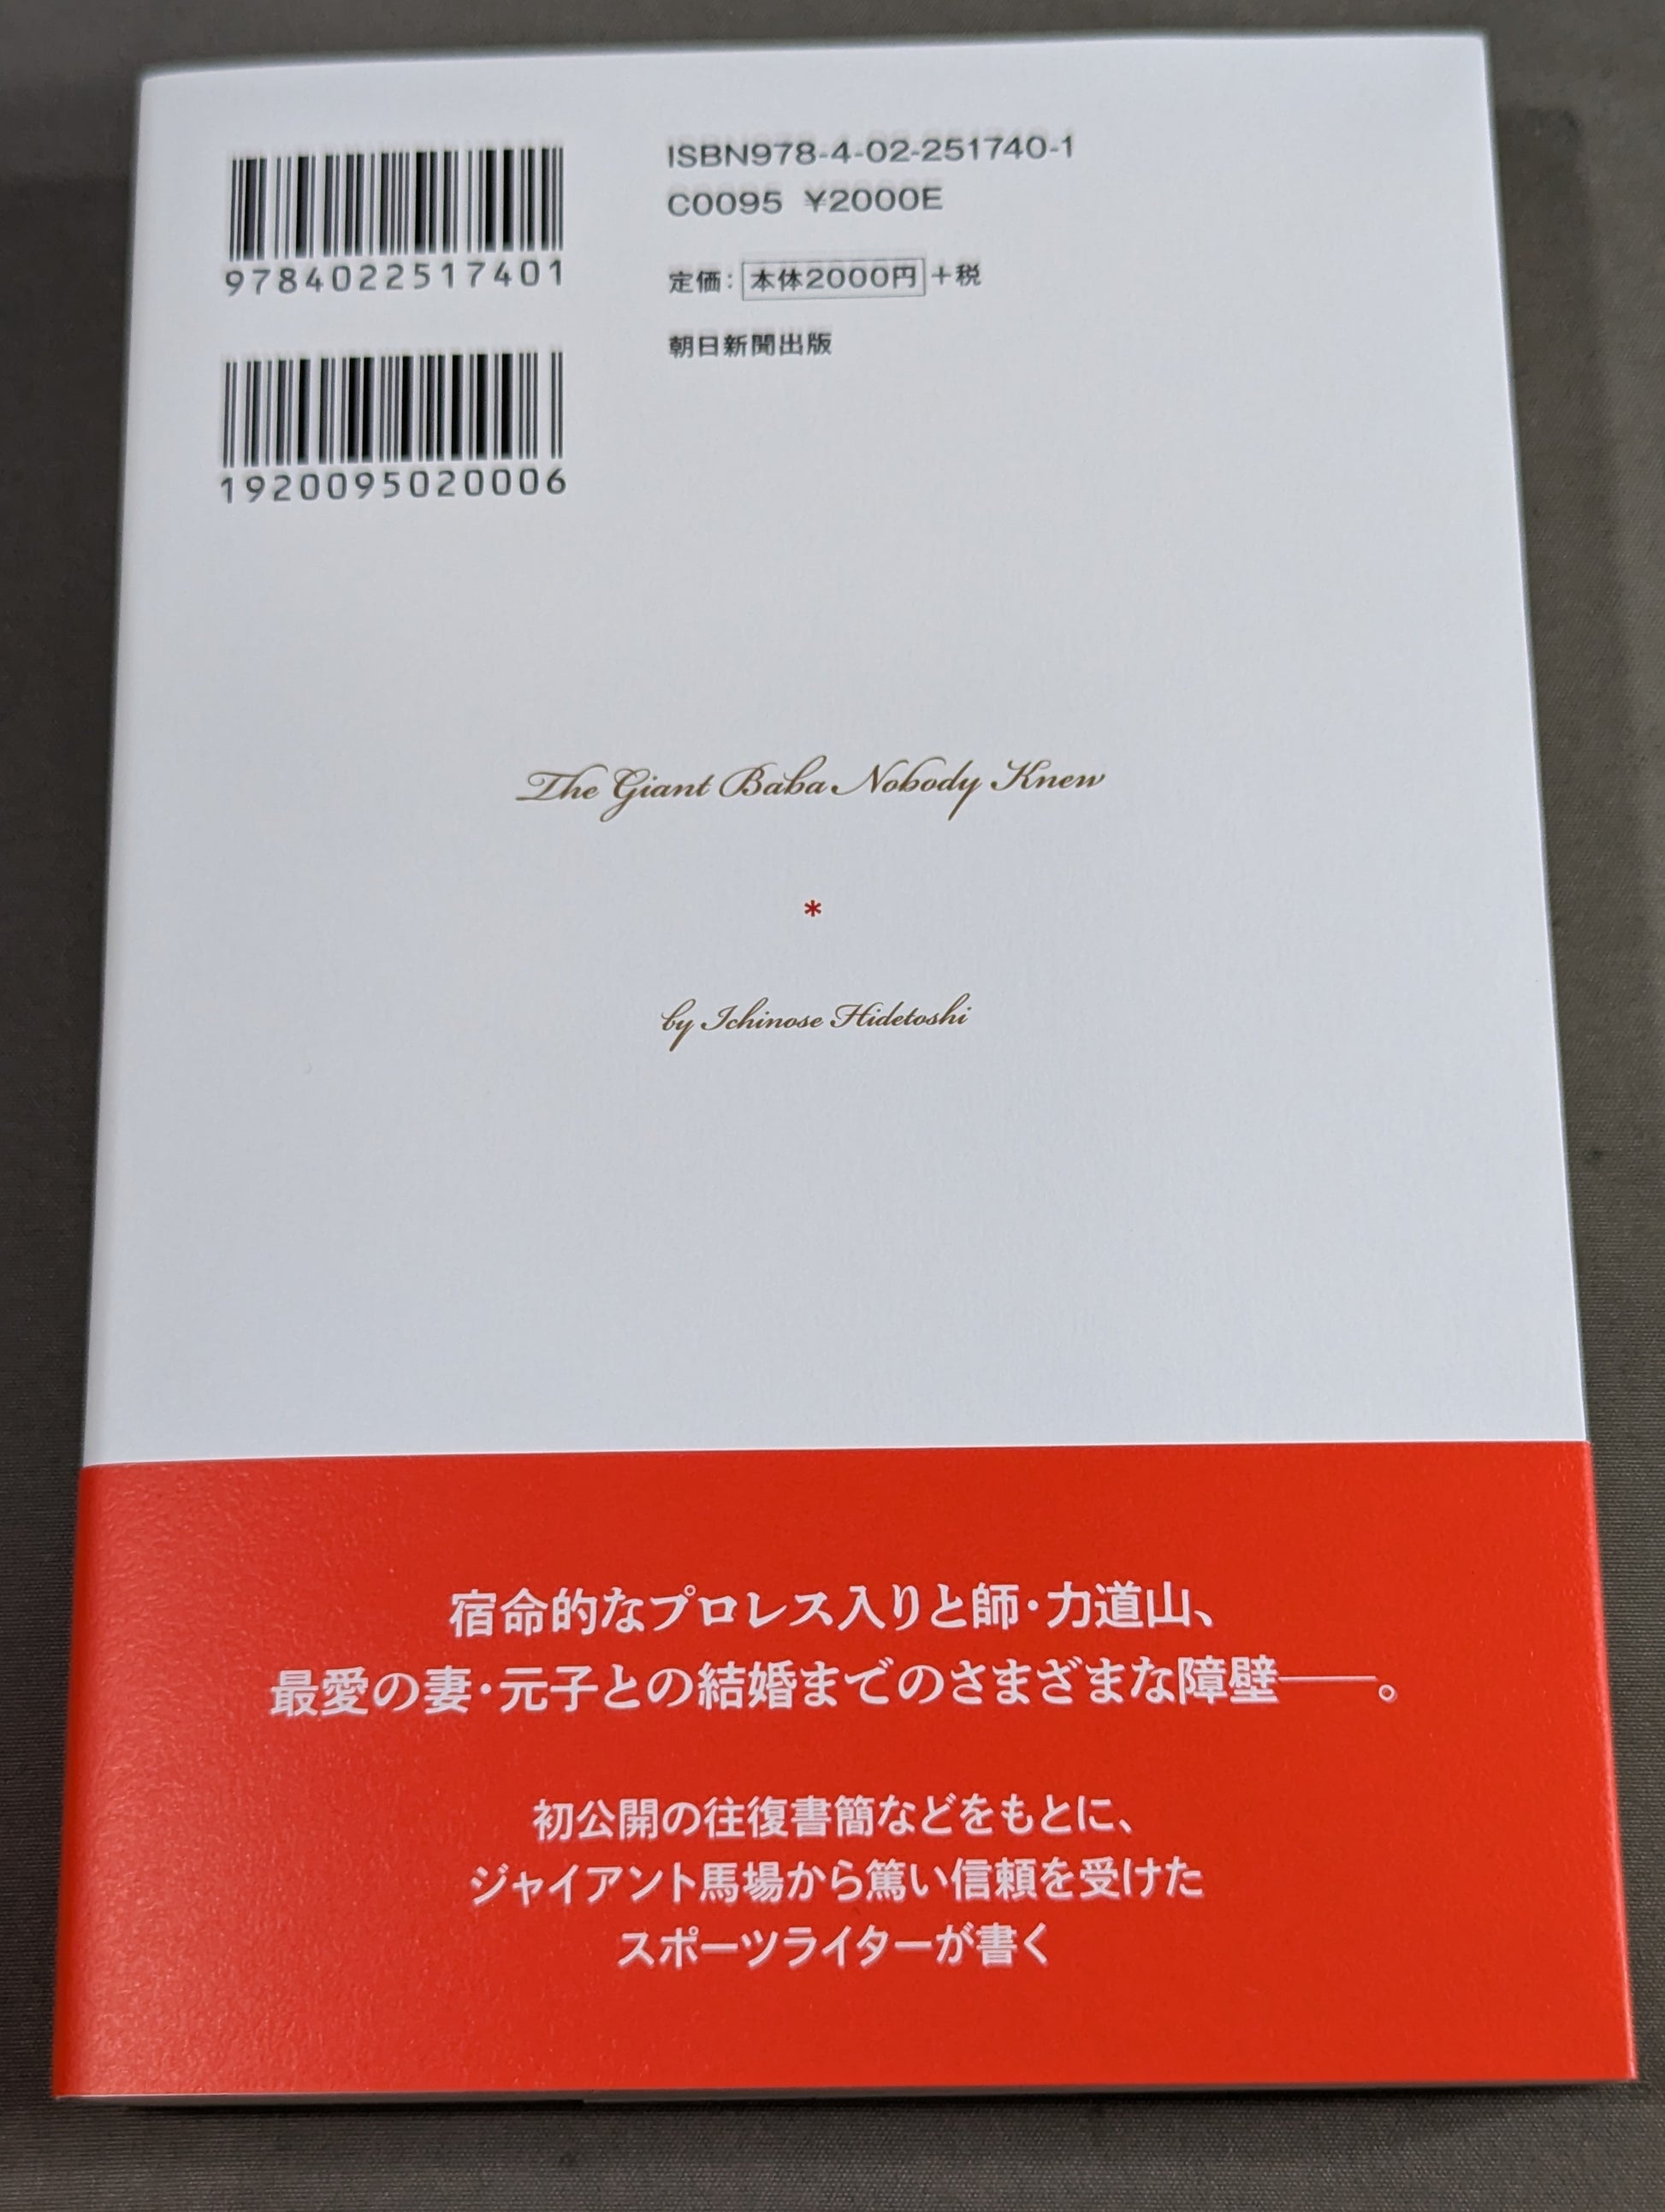 9784022517401
1920095020006
ISBN978-4-02-251740-1
C0095 ¥2000E
定価：本体2000円+税
朝日新聞出版
The Giant Baba Nobody Knew
*
by Ichinose Hidetoshi
宿命的なプロレス入りと師・力道山、
最愛の妻・元子との結婚までのさまざまな障壁――。
初公開の往復書簡などをもとに、
ジャイアント馬場から篤い信頼を受けた
スポーツライターが書く